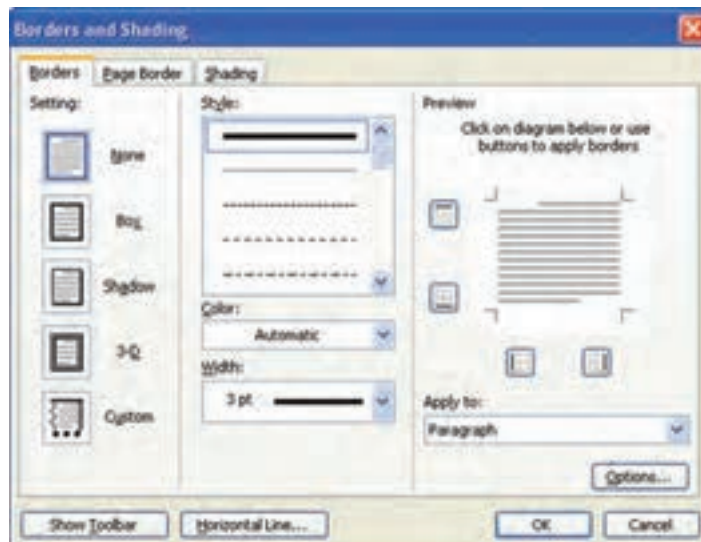 Borders and Shading
Borders
Page Border
Shading
Setting:
None
Box
Shadow
3-D
Custom
Style:
Color:
Automatic
Width:
3 pt
Preview
Click on diagram below or use
buttons to apply borders
Apply to:
Paragraph
Options...
Show Toolbar
Horizontal Line...
OK
Cancel